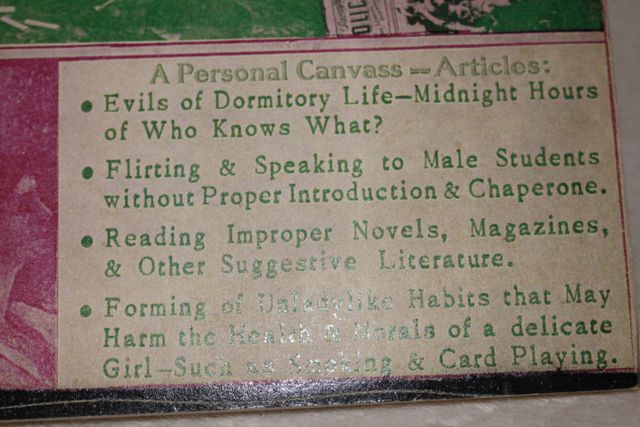 A Personal Canvass — Articles:
• Evils of Dormitory Life—Midnight Hours
of Who Knows What?
• Flirting & Speaking to Male Students
without Proper Introduction & Chaperone.
• Reading Improper Novels, Magazines,
& Other Suggestive Literature.
• Forming of Unladylike Habits that May
Harm the Health & Morals of a delicate
Girl—Such as Smoking & Card Playing.